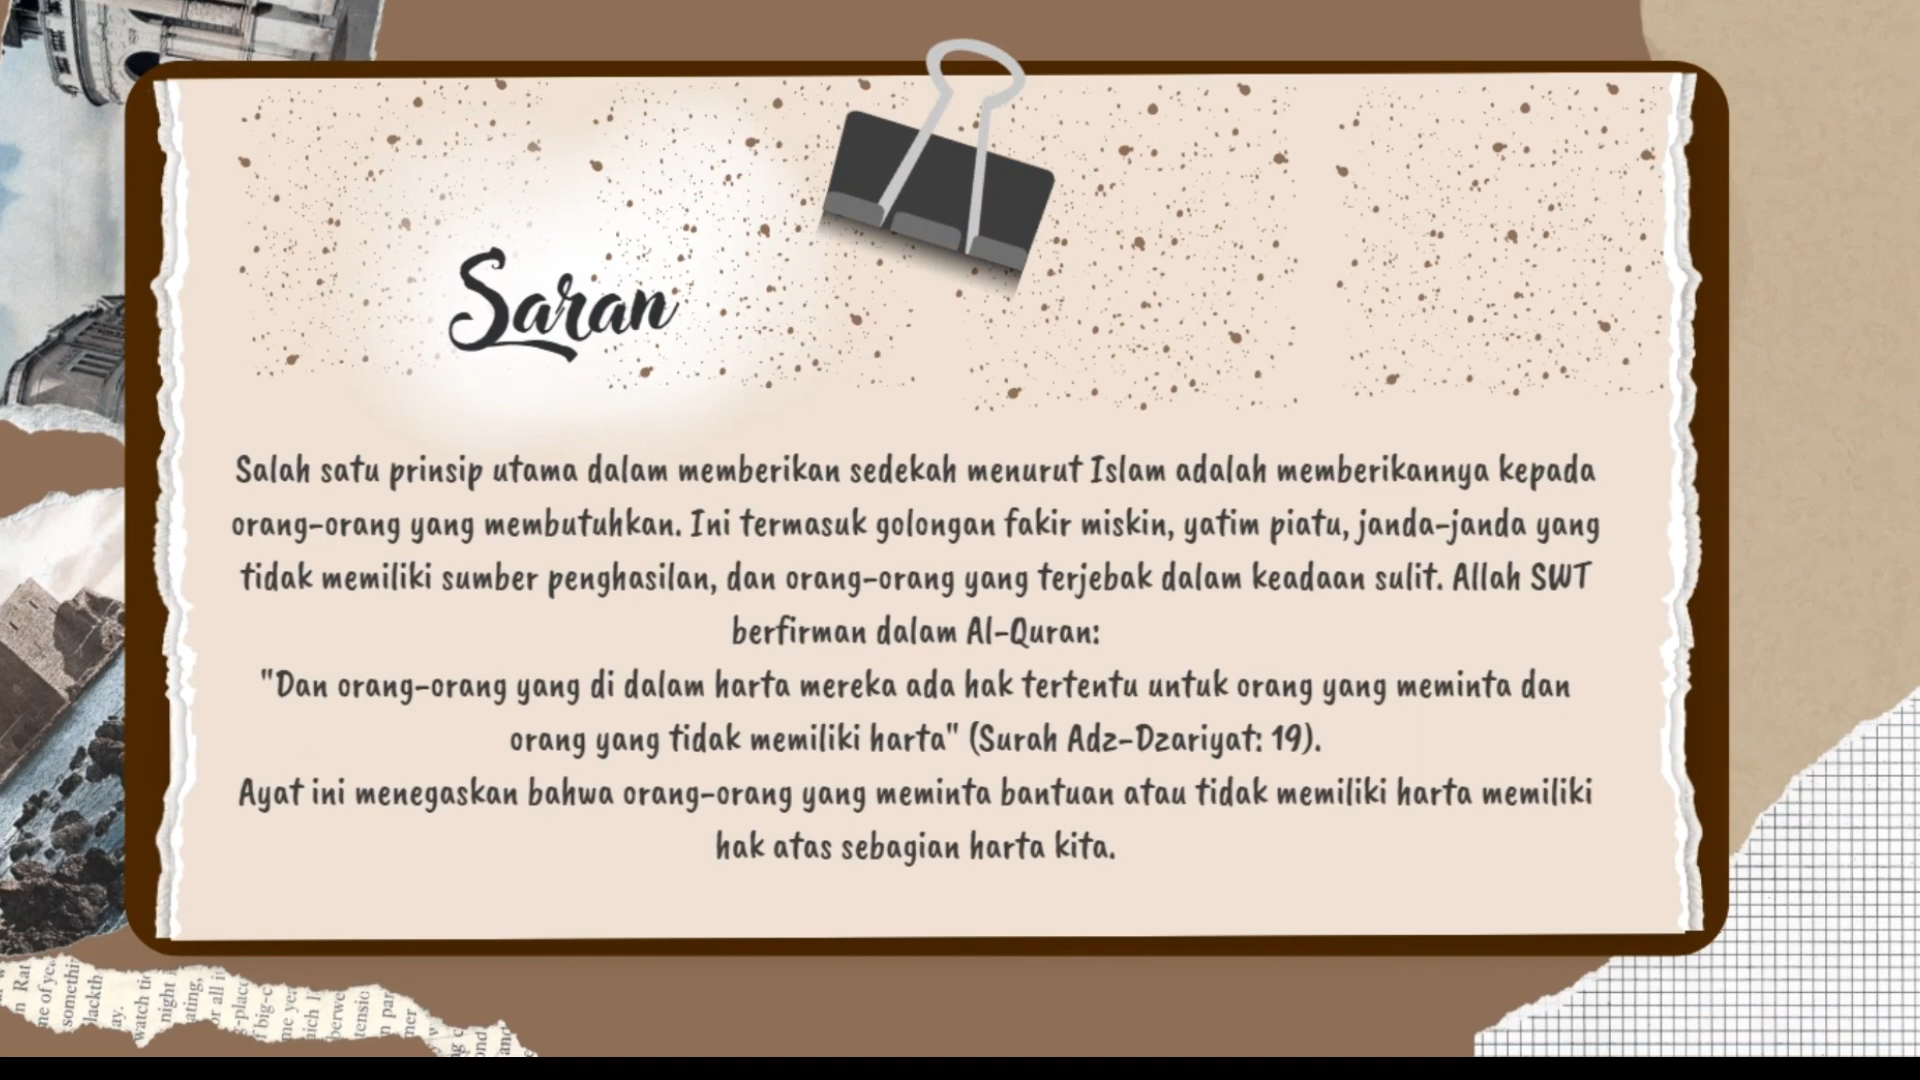 Saran
Salah satu prinsip utama dalam memberikan sedekah menurut Islam adalah memberikannya kepada
orang-orang yang membutuhkan. Ini termasuk golongan fakir miskin, yatim piatu, janda-janda yang
tidak memiliki sumber penghasilan, dan orang-orang yang terjebak dalam keadaan sulit. Allah SWT
berfirman dalam Al-Quran:
"Dan orang-orang yang di dalam harta mereka ada hak tertentu untuk orang yang meminta dan
orang yang tidak memiliki harta" (Surah Adz-Dzariyat: 19).
Ayat ini menegaskan bahwa orang-orang yang meminta bantuan atau tidak memiliki harta memiliki
hak atas sebagian harta kita.